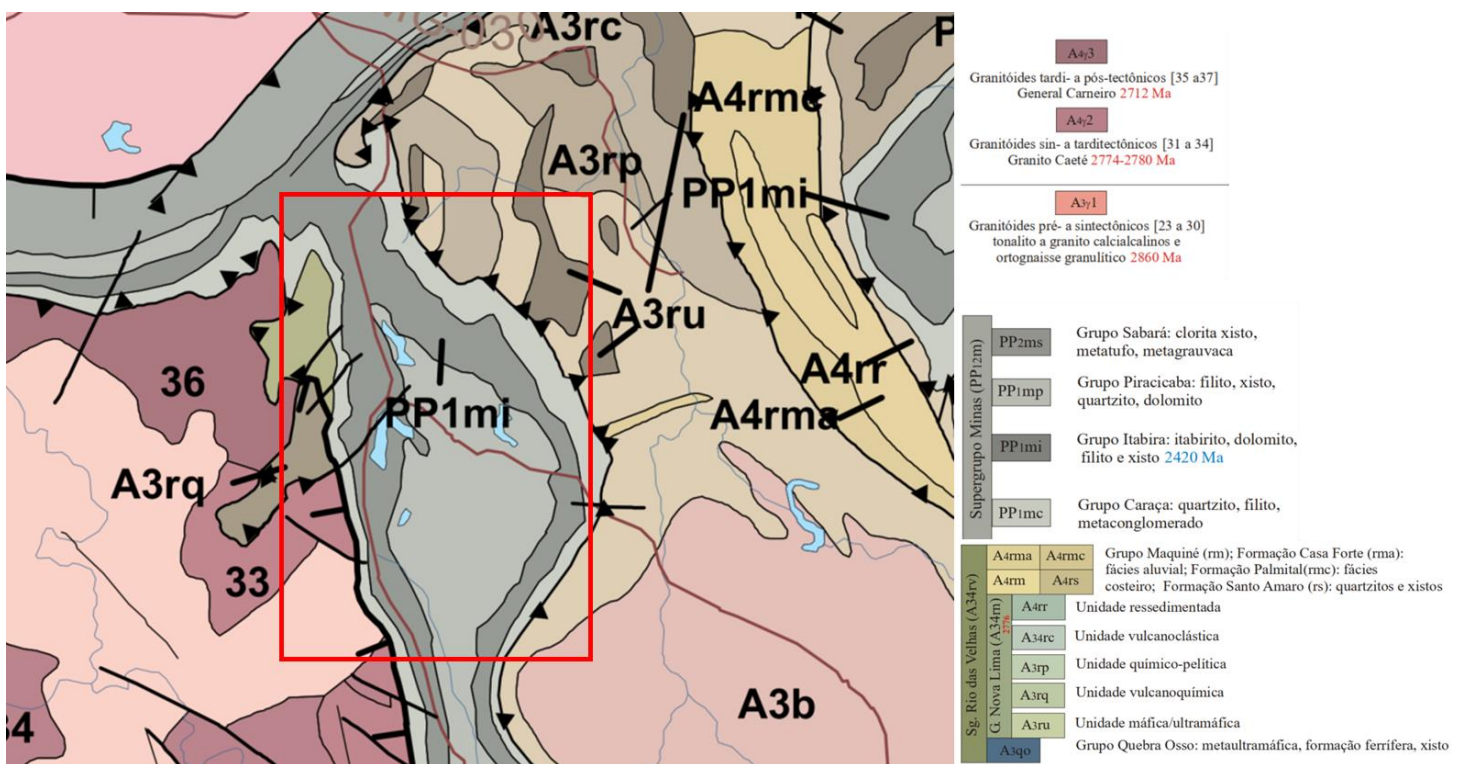 MG-030
A3rc
A4rmc
A3rp
PP1mi
A3ru
36
A4rr
PP1mi
A4rma
A3rq
33
A3b
A4γ3
Granitóides tardi- a pós-tectônicos [35 a37]
General Carneiro 2712 Ma
A4γ2
Granitóides sin- a tarditectônicos [31 a 34]
Granito Caeté 2774-2780 Ma
A3γ1
Granitóides pré- a sintectônicos [23 a 30]
tonalito a granito calcialcalinos e
ortognaisse granulítico 2860 Ma
Supergrupo Minas (PP12m)
PP2ms
Grupo Sabará: clorita xisto,
metatufo, metagrauvaca
PP1mp
Grupo Piracicaba: filito, xisto,
quartzito, dolomito
PP1mi
Grupo Itabira: itabirito, dolomito,
filito e xisto 2420 Ma
PP1mc
Grupo Caraça: quartzito, filito,
metaconglomerado
Sg. Rio das Velhas (A34rv)
A4rma A4rmc
A4rm A4rs
Grupo Maquiné (rm); Formação Casa Forte (rma):
fácies aluvial; Formação Palmital(rmc): fácies
costeiro; Formação Santo Amaro (rs): quartzitos e xistos
G. Nova Lima (A34rn)
2776
A4rr Unidade ressedimentada
A34rc Unidade vulcanoclástica
A3rp Unidade químico-pelítica
A3rq Unidade vulcanoquímica
A3ru Unidade máfica/ultramáfica
A3qo Grupo Quebra Osso: metaultramáfica, formação ferrífera, xisto